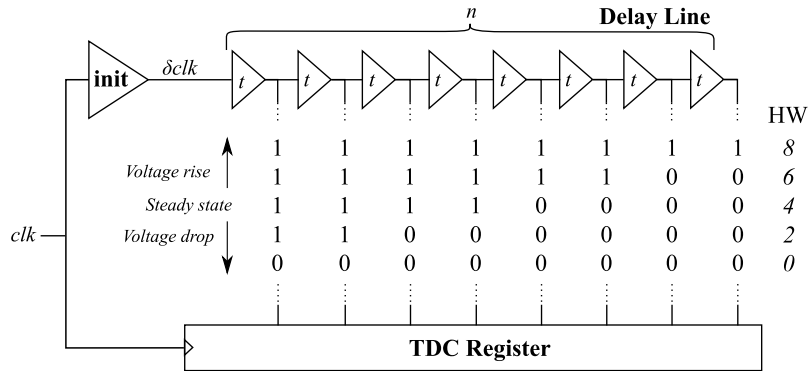 n
Delay Line
init
δclk
t t t t t t t t
HW
1 1 1 1 1 1 1 1 8
Voltage rise
1 1 1 1 1 1 0 0 6
Steady state
1 1 1 1 0 0 0 0 4
clk
Voltage drop
1 1 0 0 0 0 0 0 2
0 0 0 0 0 0 0 0 0
TDC Register